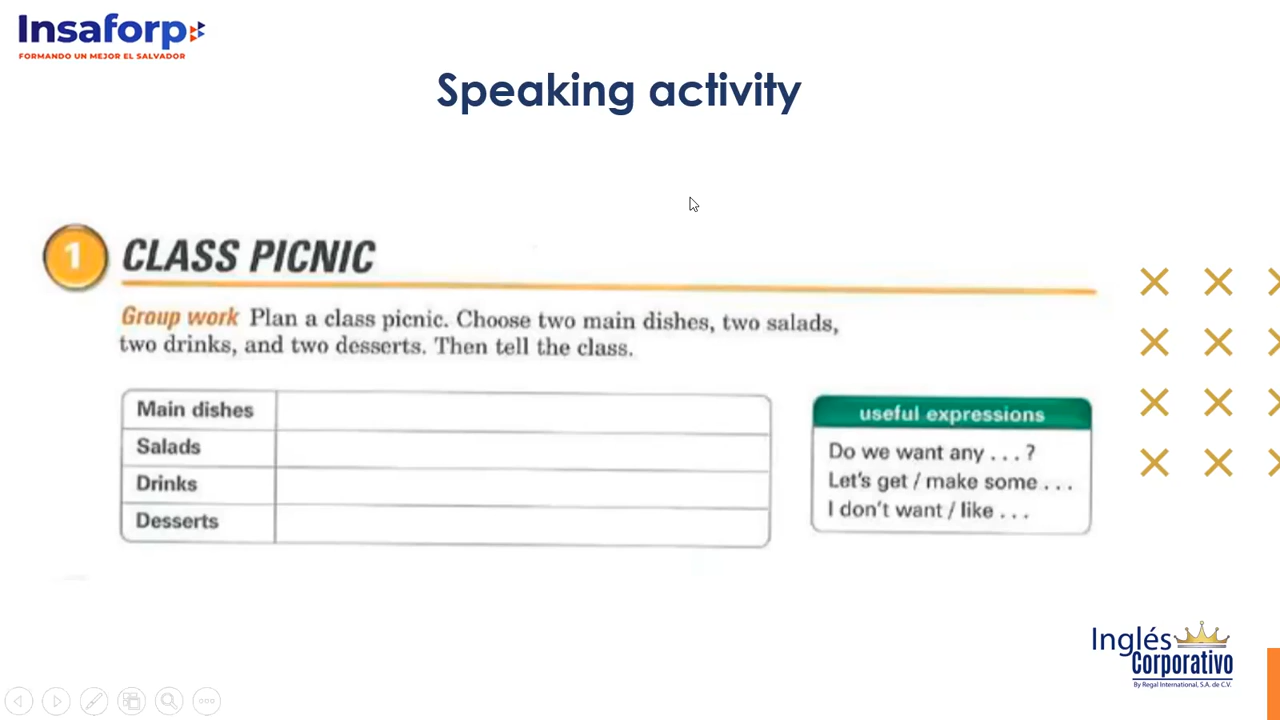 Insaforp
FORMANDO UN MEJOR EL SALVADOR
Speaking activity
1 CLASS PICNIC
Group work Plan a class picnic. Choose two main dishes, two salads,
two drinks, and two desserts. Then tell the class.
Main dishes
Salads
Drinks
Desserts
useful expressions
Do we want any . . . ?
Let's get / make some . . .
I don't want / like . . .
Inglés
Corporativo
By Regal International, S.A. de C.V.